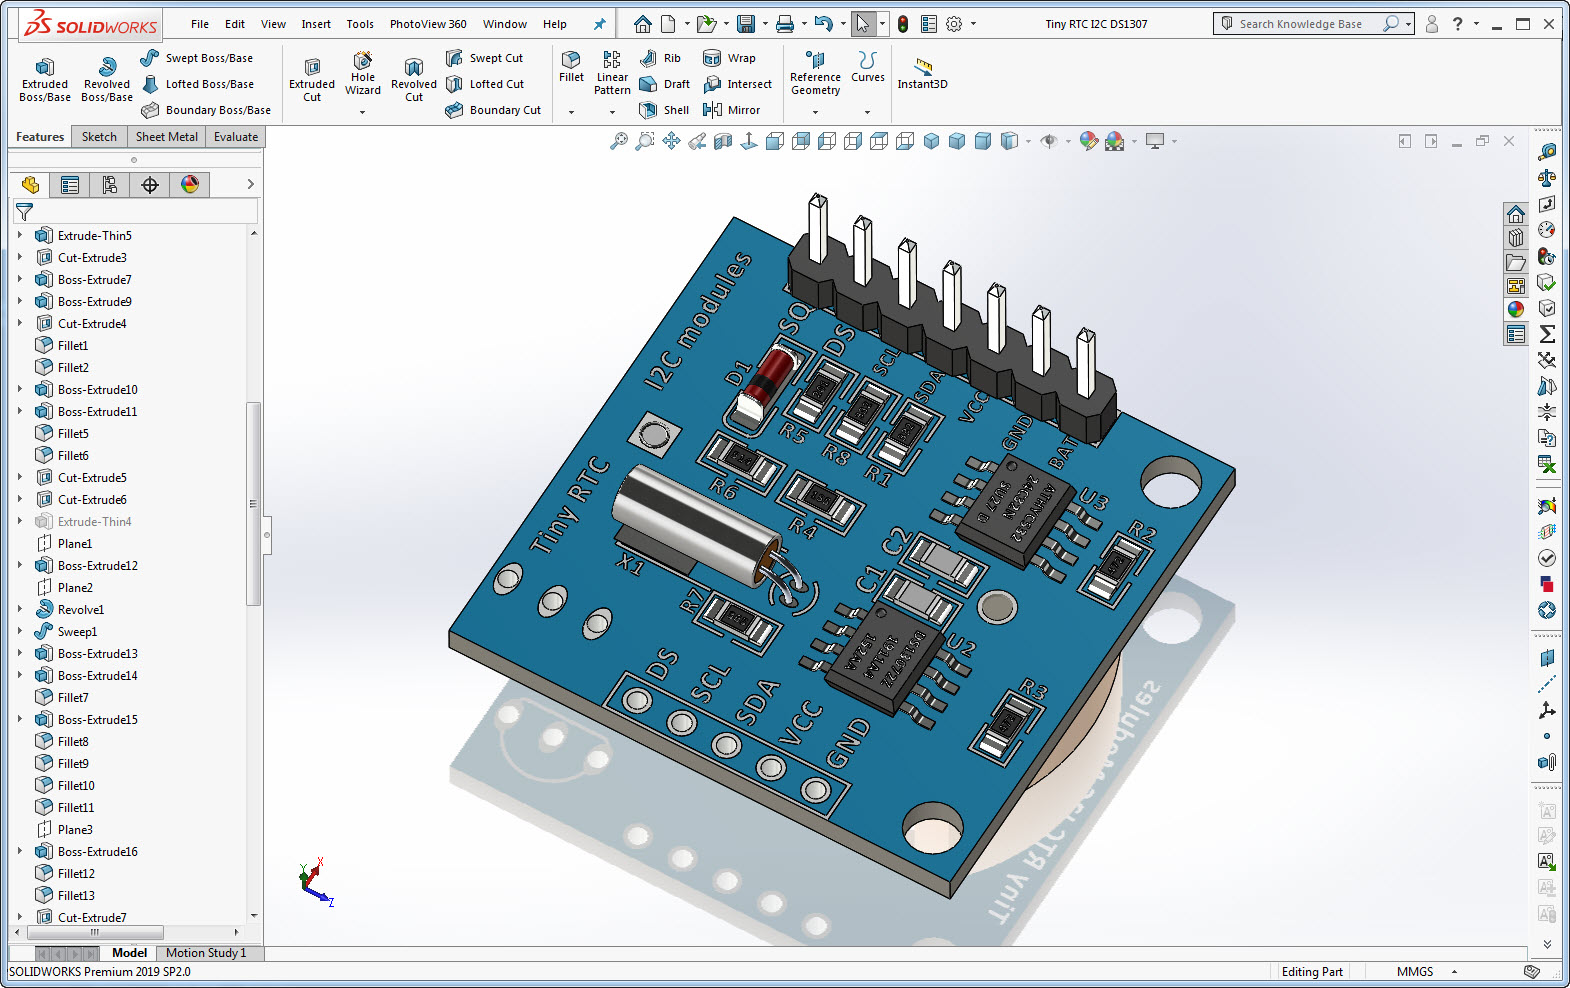 SOLIDWORKS
File Edit View Insert Tools PhotoView 360 Window Help
Tiny RTC I2C DS1307
Search Knowledge Base
?
Extruded Boss/Base
Revolved Boss/Base
Swept Boss/Base
Lofted Boss/Base
Boundary Boss/Base
Extruded Cut
Hole Wizard
Revolved Cut
Swept Cut
Lofted Cut
Boundary Cut
Fillet
Linear Pattern
Rib
Draft
Shell
Wrap
Intersect
Mirror
Reference Geometry
Curves
Instant3D
Features Sketch Sheet Metal Evaluate
Extrude-Thin5
Cut-Extrude3
Boss-Extrude7
Boss-Extrude9
Cut-Extrude4
Fillet1
Fillet2
Boss-Extrude10
Boss-Extrude11
Fillet5
Fillet6
Cut-Extrude5
Cut-Extrude6
Extrude-Thin4
Plane1
Boss-Extrude12
Plane2
Revolve1
Sweep1
Boss-Extrude13
Boss-Extrude14
Fillet7
Boss-Extrude15
Fillet8
Fillet9
Fillet10
Fillet11
Plane3
Boss-Extrude16
Fillet12
Fillet13
Cut-Extrude7
I2C modules
Tiny RTC
SQ
DS
SCL
SDA
VCC
GND
BAT
D1
R5
R8
R1
R6
R4
U3
R2
C2
C1
X1
R7
U2
R3
24C32N
SU27 D
DS SCL SDA VCC GND
Tiny RTC I2C Modules
X
Y
Z
Model Motion Study 1
SOLIDWORKS Premium 2019 SP2.0
Editing Part
MMGS